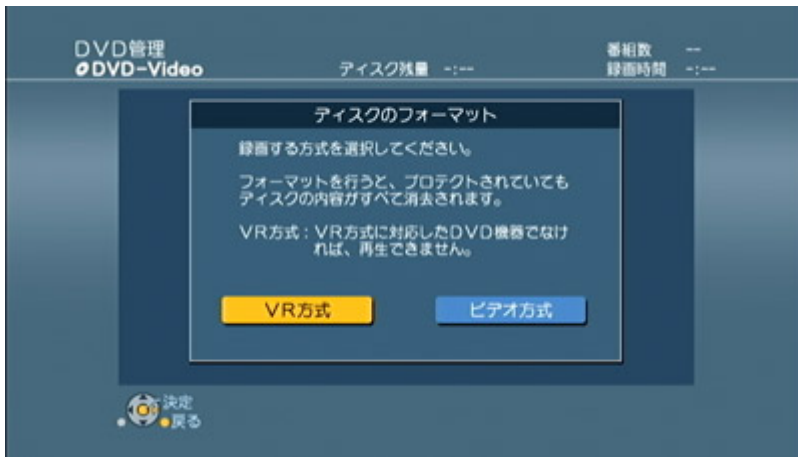 DVD管理
DVD-Video
ディスク残量 -:--
番組数 --
録画時間 -:--
ディスクのフォーマット
録画する方式を選択してください。
フォーマットを行うと、プロテクトされていても
ディスクの内容がすべて消去されます。
VR方式：VR方式に対応したDVD機器でなけ
れば、再生できません。
VR方式 ビデオ方式
決定
戻る